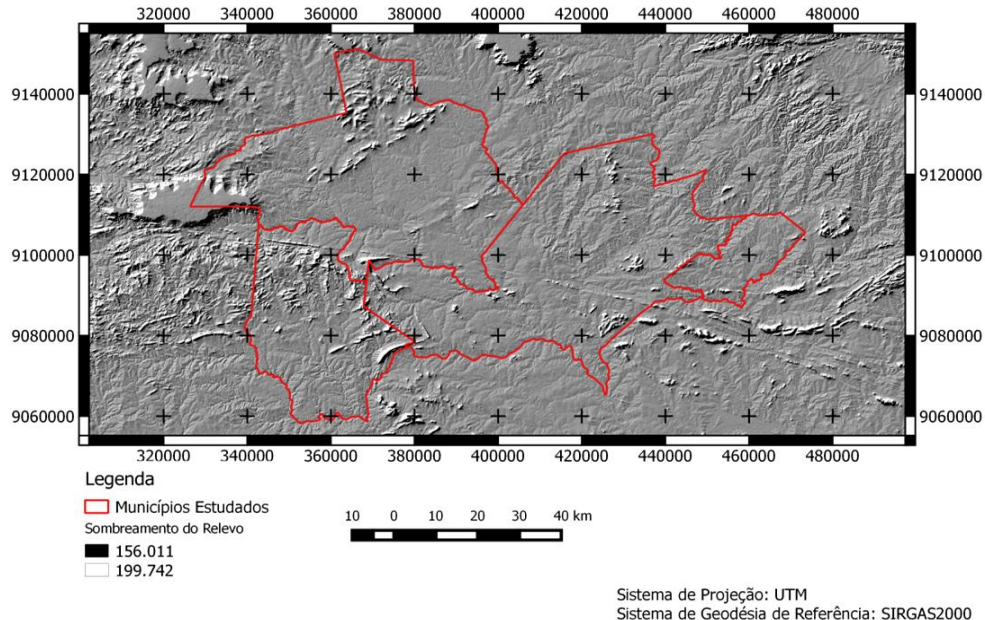 320000 340000 360000 380000 400000 420000 440000 460000 480000
9140000 9140000
9120000 9120000
9100000 9100000
9080000 9080000
9060000 9060000
320000 340000 360000 380000 400000 420000 440000 460000 480000
Legenda
Municípios Estudados
Sombreamento do Relevo
156.011
199.742
10 0 10 20 30 40 km
Sistema de Projeção: UTM
Sistema de Geodésia de Referência: SIRGAS2000